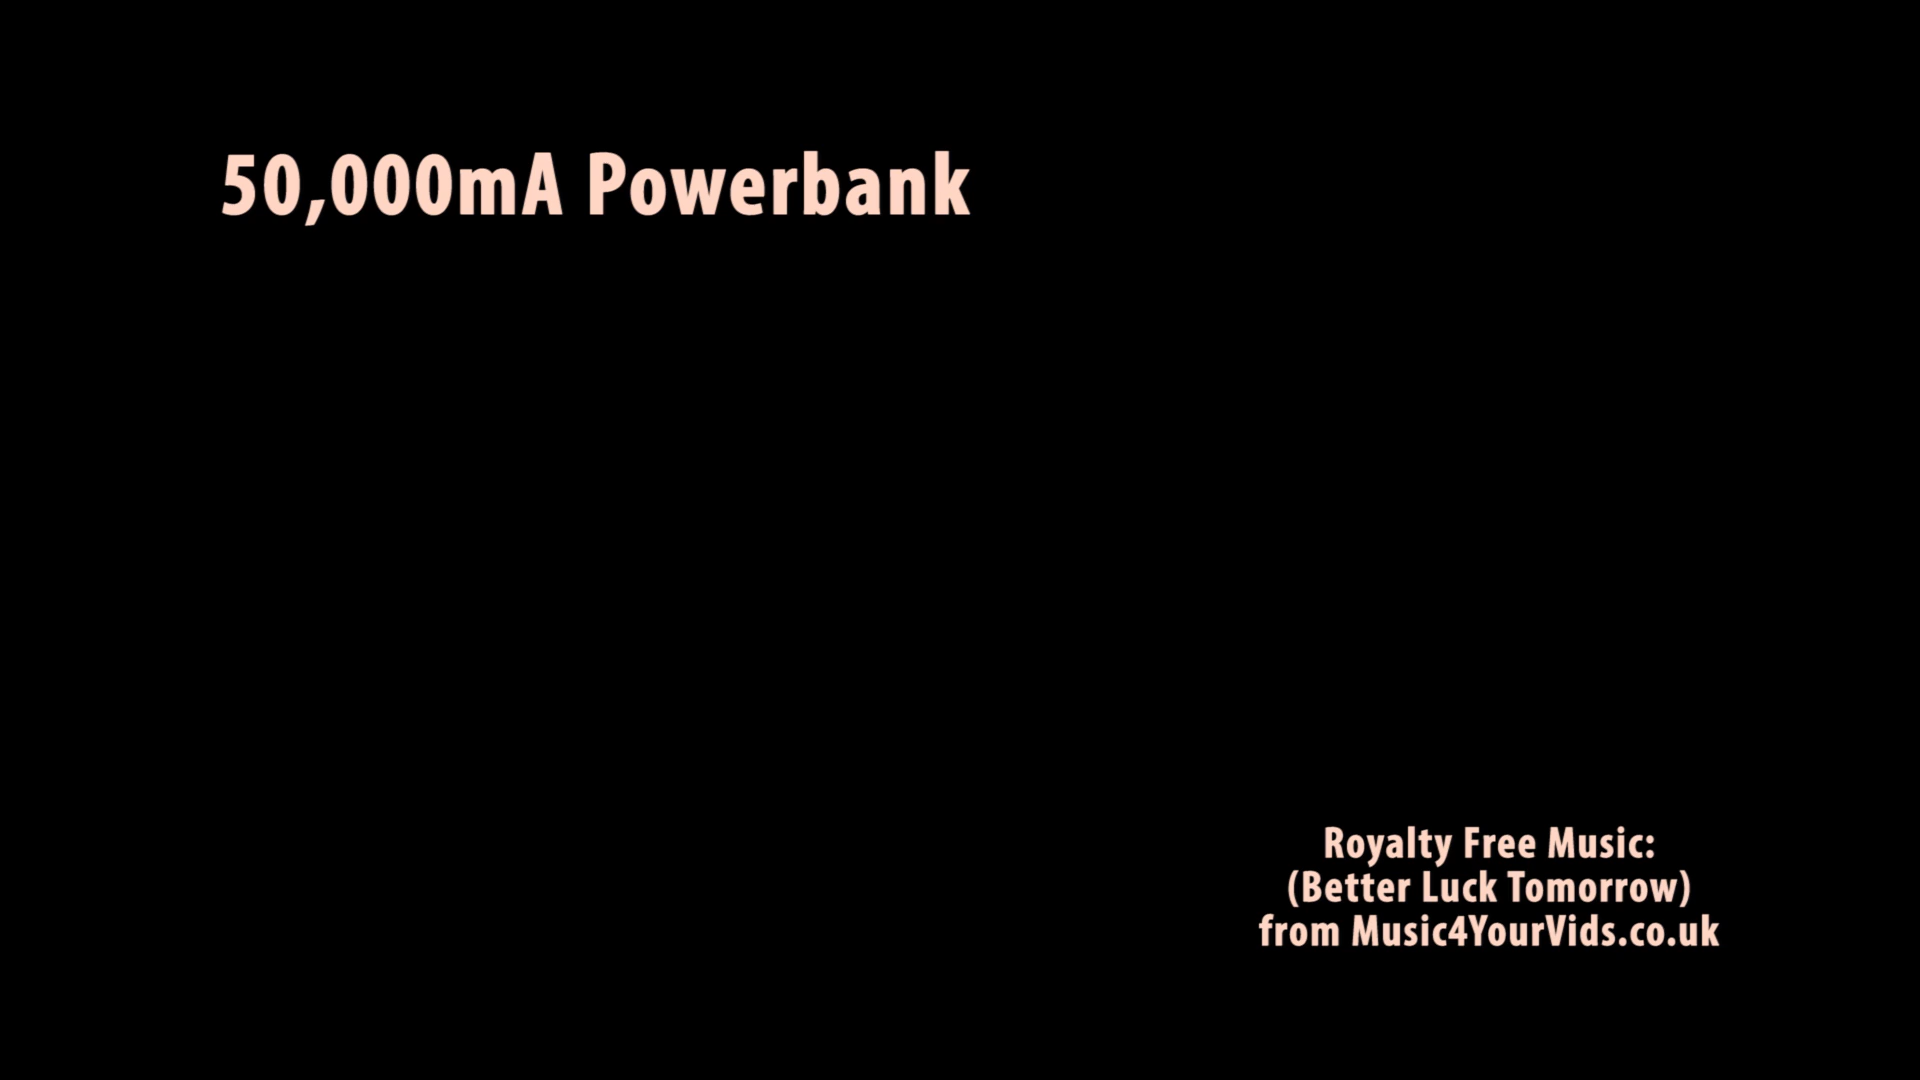 50,000mA Powerbank
Royalty Free Music:
(Better Luck Tomorrow)
from Music4YourVids.co.uk